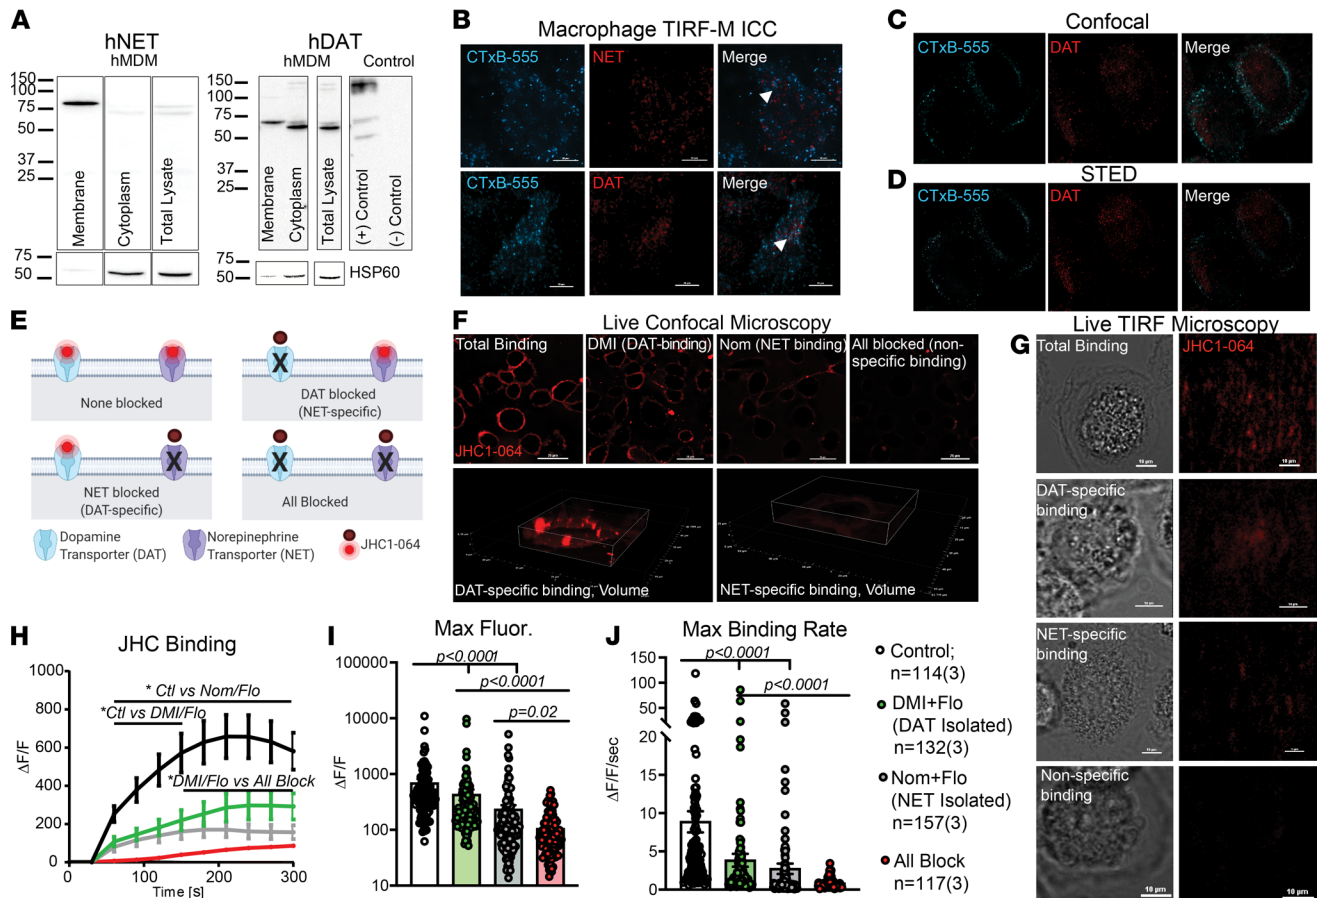 A
hNET
hMDM
150
100
75
50
37
25
Membrane
Cytoplasm
Total Lysate
75
50
hDAT
hMDM
Control
150
100
75
50
37
25
Membrane
Cytoplasm
Total Lysate
(+) Control
(-) Control
75
50
HSP60
B
Macrophage TIRF-M ICC
CTxB-555
NET
Merge
CTxB-555
DAT
Merge
C
Confocal
CTxB-555
DAT
Merge
D
STED
CTxB-555
DAT
Merge
E
None blocked
X
DAT blocked
(NET-specific)
X
NET blocked
(DAT-specific)
X
X
All Blocked
Dopamine
Transporter (DAT)
Norepinephrine
Transporter (NET)
JHC1-064
F
Live Confocal Microscopy
Total Binding
JHC1-064
DMI (DAT-binding)
Nom (NET binding)
All blocked (non-
specific binding)
DAT-specific binding, Volume
NET-specific binding, Volume
G
Live TIRF Microscopy
Total Binding
JHC1-064
10 μm
10 μm
DAT-specific
binding
NET-specific
binding
Non-specific
binding
10 μm
10 μm
H
JHC Binding
ΔF/F
1000
800
600
400
200
0
0
100
200
300
Time [S]
* Ctl vs Nom/Flo
*Ctl vs DMI/Flo
*DMI/Flo vs All Block
I
Max Fluor.
ΔF/F
100000
10000
1000
100
10
p<0.0001
p<0.0001
p=0.02
J
Max Binding Rate
ΔF/F/sec
150
100
50
20
15
10
5
0
p<0.0001
p<0.0001
Control;
n=114(3)
DMI+Flo
(DAT Isolated)
n=132(3)
Nom+Flo
(NET Isolated)
n=157(3)
All Block
n=117(3)